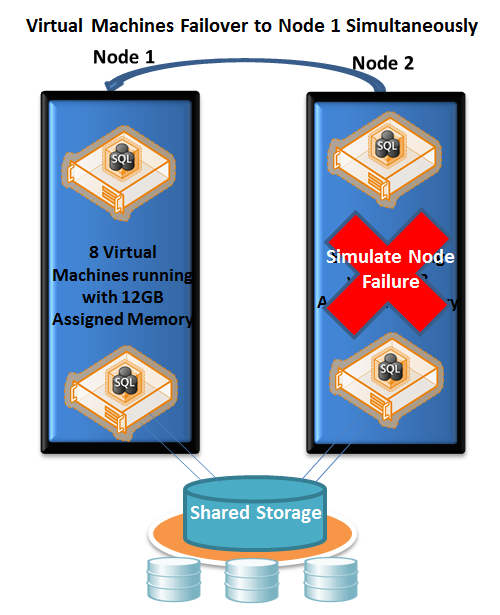 Virtual Machines Failover to Node 1 Simultaneously
Node 1
Node 2
SQL
SQL
8 Virtual
Machines running
with 12GB
Assigned Memory
Simulate Node
Failure
SQL
SQL
Shared Storage